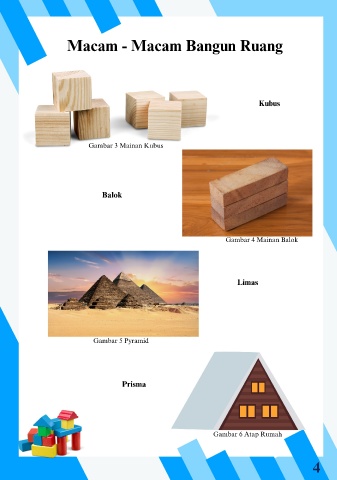 Macam - Macam Bangun Ruang
Kubus
Gambar 3 Mainan Kubus
Balok
Gambar 4 Mainan Balok
Limas
Gambar 5 Pyramid
Prisma
Gambar 6 Atap Rumah
4